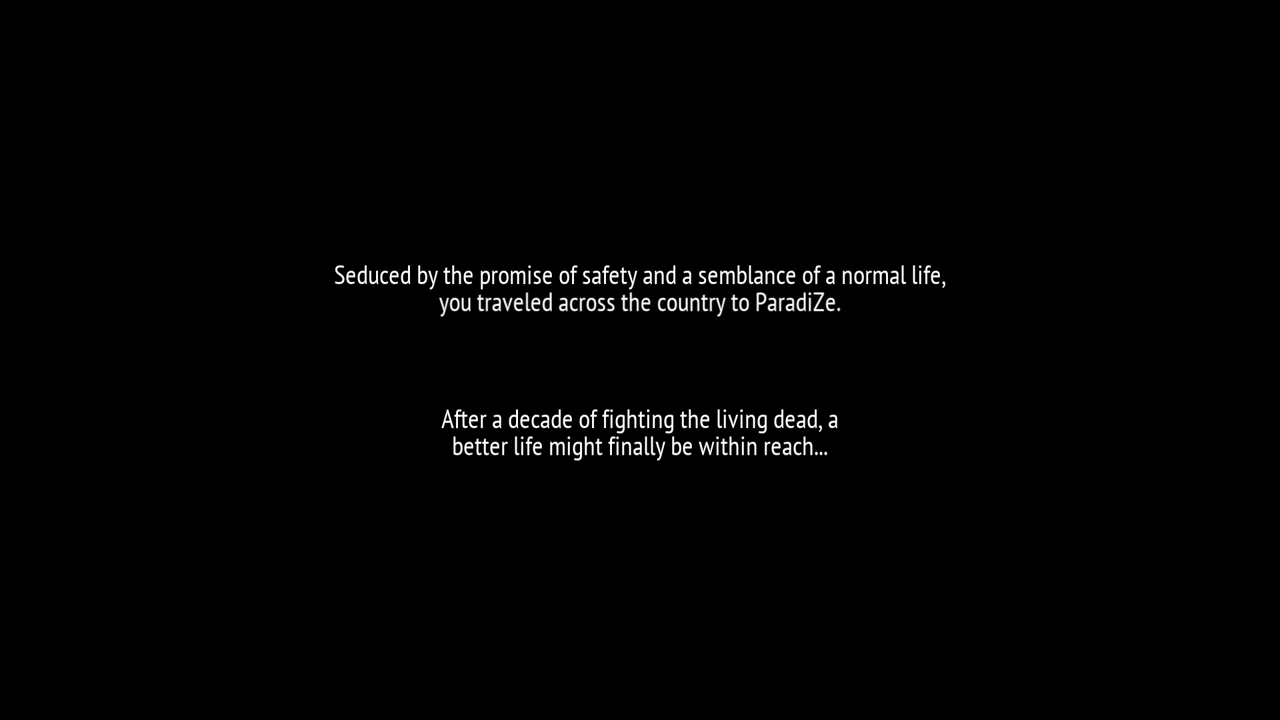 Seduced by the promise of safety and a semblance of a normal life,
you traveled across the country to ParadiZe.
After a decade of fighting the living dead, a
better life might finally be within reach...